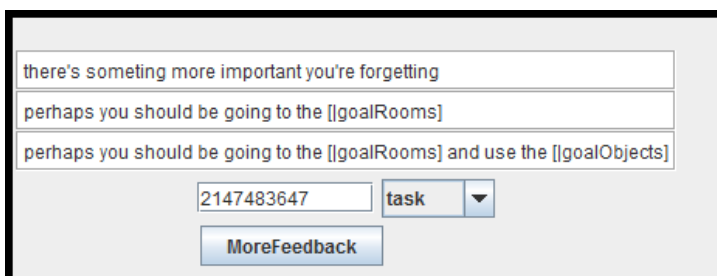 there's someting more important you're forgetting
perhaps you should be going to the [|goalRooms]
perhaps you should be going to the [|goalRooms] and use the [|goalObjects]
2147483647 task
MoreFeedback